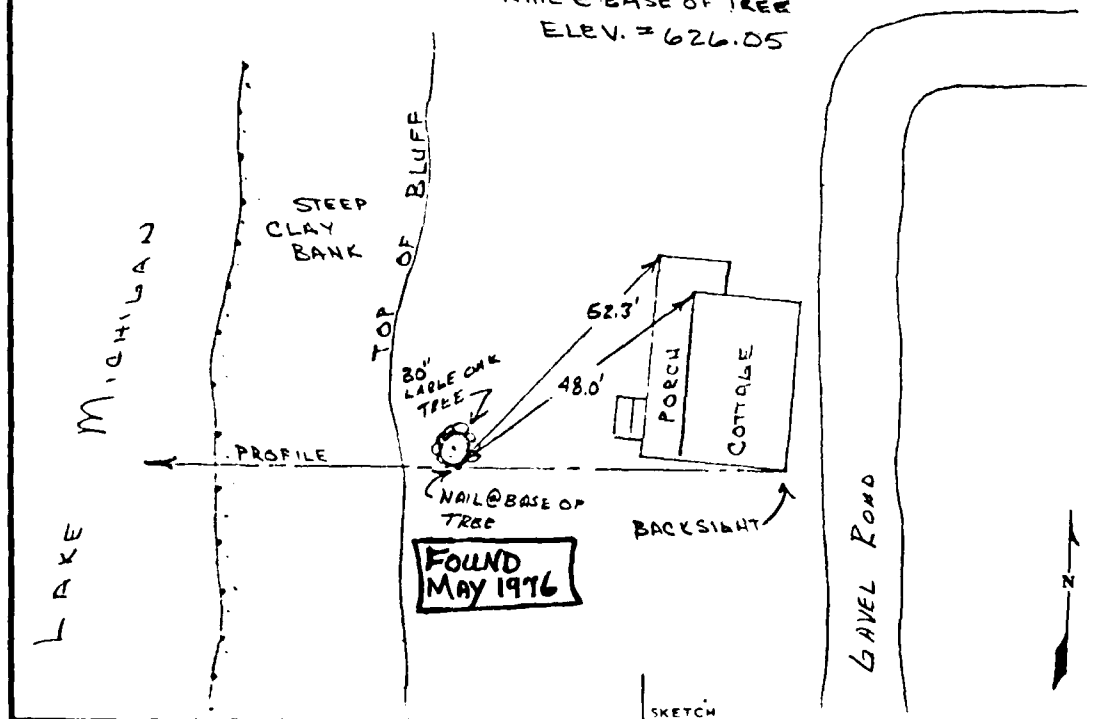 NAIL @ BASE OF TREE
ELEV. = 626.05
TOP OF BLUFF
STEEP
CLAY
BANK
LAKE MICHIGAN
52.3'
48.0'
30"
LARGE OAK
TREE
PORCH
COTTAGE
PROFILE
NAIL@BASE OF
TREE
BACKSIGHT
FOUND
MAY 1976
GAVEL ROAD
N
SKETCH